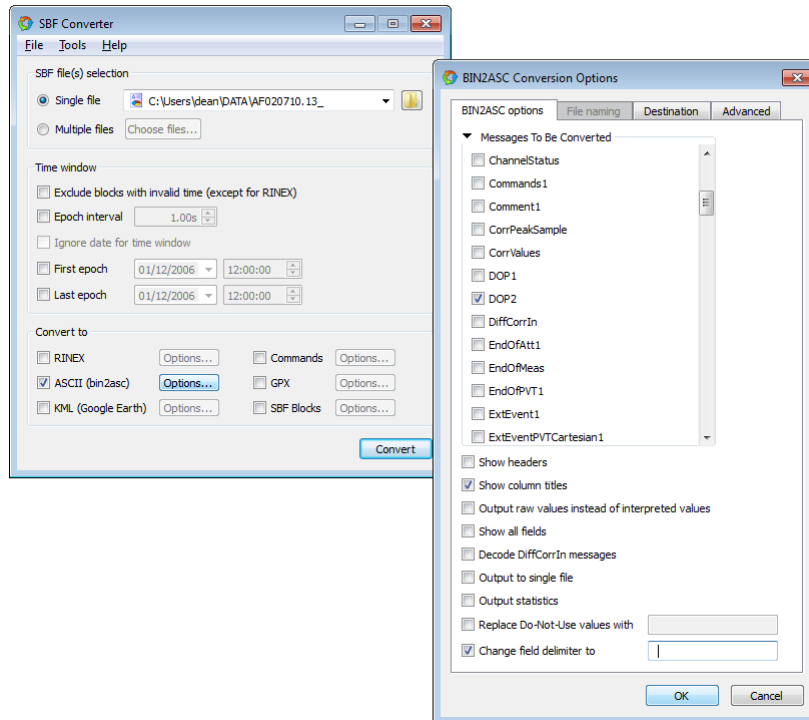 SBF Converter
File Tools Help
SBF file(s) selection
Single file C:\Users\dean\DATA\AF020710.13_
Multiple files Choose files...
Time window
Exclude blocks with invalid time (except for RINEX)
Epoch interval 1.00s
Ignore date for time window
First epoch 01/12/2006 12:00:00
Last epoch 01/12/2006 12:00:00
Convert to
RINEX Options... Commands Options...
ASCII (bin2asc) Options... GPX Options...
KML (Google Earth) Options... SBF Blocks Options...
Convert
BIN2ASC Conversion Options
BIN2ASC options File naming Destination Advanced
Messages To Be Converted
ChannelStatus
Commands1
Comment1
CorrPeakSample
CorrValues
DOP1
DOP2
DiffCorrIn
EndOfAtt1
EndOfMeas
EndOfPVT1
ExtEvent1
ExtEventPVTCartesian1
Show headers
Show column titles
Output raw values instead of interpreted values
Show all fields
Decode DiffCorrIn messages
Output to single file
Output statistics
Replace Do-Not-Use values with
Change field delimiter to
OK Cancel